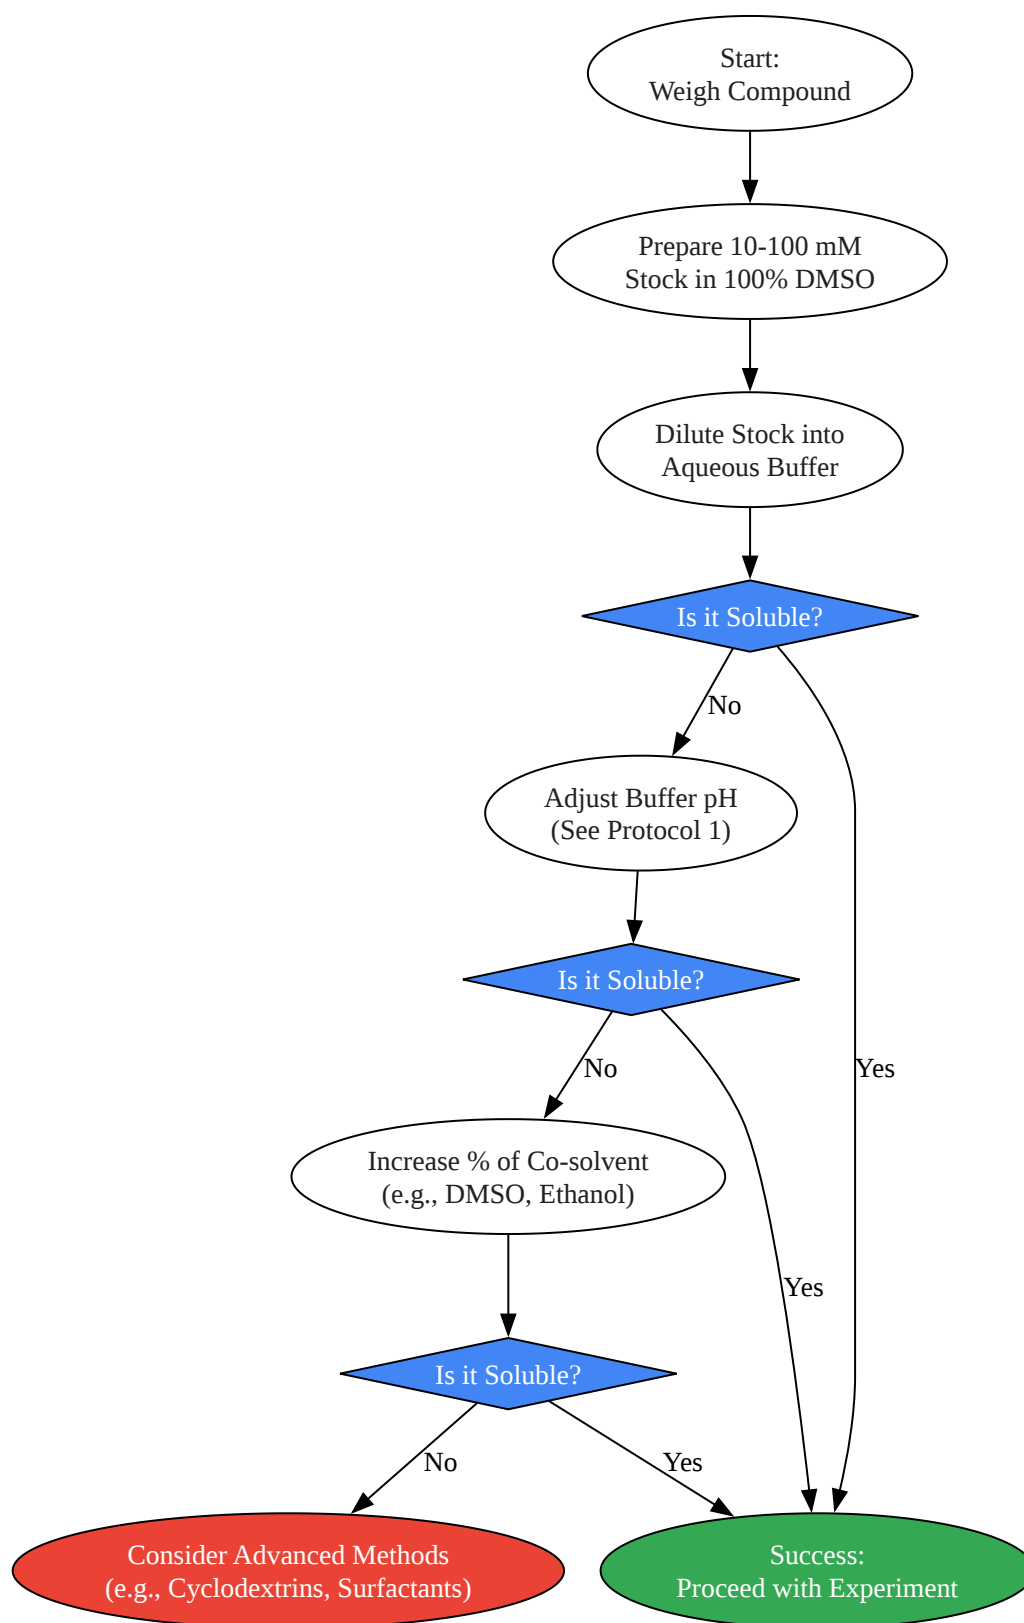 Start:
Weigh Compound
Prepare 10-100 mM
Stock in 100% DMSO
Dilute Stock into
Aqueous Buffer
Is it Soluble?
No
Adjust Buffer pH
(See Protocol 1)
Is it Soluble?
No
Yes
Increase % of Co-solvent
(e.g., DMSO, Ethanol)
Yes
Is it Soluble?
No
Yes
Consider Advanced Methods
(e.g., Cyclodextrins, Surfactants)
Success:
Proceed with Experiment